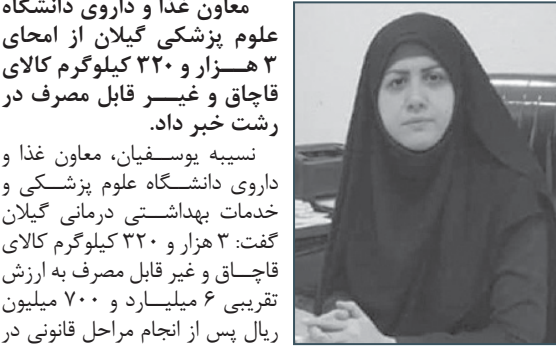 معاون غذا و داروی دانشگاه
علوم پزشکی گیلان از امحای
۳ هزار و ۳۲۰ کیلوگرم کالای
قاچاق و غیر قابل مصرف در
رشت خبر داد.
نسیبه یوسفیان، معاون غذا و
داروی دانشگاه علوم پزشکی و
خدمات بهداشتی درمانی گیلان
گفت: ۳ هزار و ۳۲۰ کیلوگرم کالای
قاچاق و غیر قابل مصرف به ارزش
تقریبی ۶ میلیارد و ۷۰۰ میلیون
ریال پس از انجام مراحل قانونی در